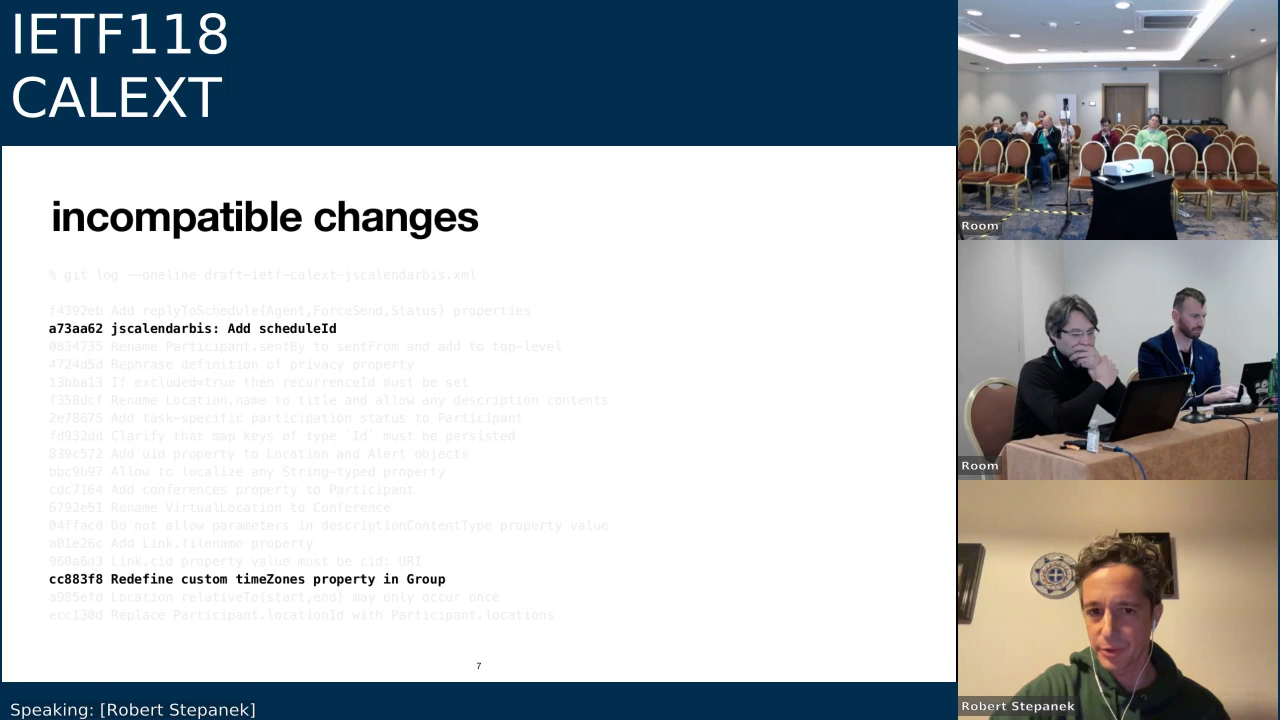 IETF118
CALEXT
incompatible changes
% git log --oneline draft-ietf-calext-jscalendarbis.xml
f4392eb Add replyToSchedule{Agent,ForceSend,Status} properties
a73aa62 jscalendarbis: Add scheduleId
0834735 Rename Participant.sentBy to sentFrom and add to top-level
4724d5d Rephrase definition of privacy property
13bba13 If excluded=true then recurrenceId must be set
f358dcf Rename Location.name to title and allow any description contents
2e78675 Add task-specific participation status to Participant
fd932dd Clarify that map keys of type `Id` must be persisted
839c572 Add uid property to Location and Alert objects
bbc9b97 Allow to localize any String-typed property
cdc7164 Add conferences property to Participant
6792e51 Rename VirtualLocation to Conference
04ffacd Do not allow parameters in descriptionContentType property value
a01e26c Add Link.filename property
960a6d3 Link.cid property value must be cid: URI
cc883f8 Redefine custom timeZones property in Group
a985efd Location relativeTo{start,end} may only occur once
ecc130d Replace Participant.locationId with Participant.locations
7
Speaking: [Robert Stepanek]
Room
Room
Robert Stepanek